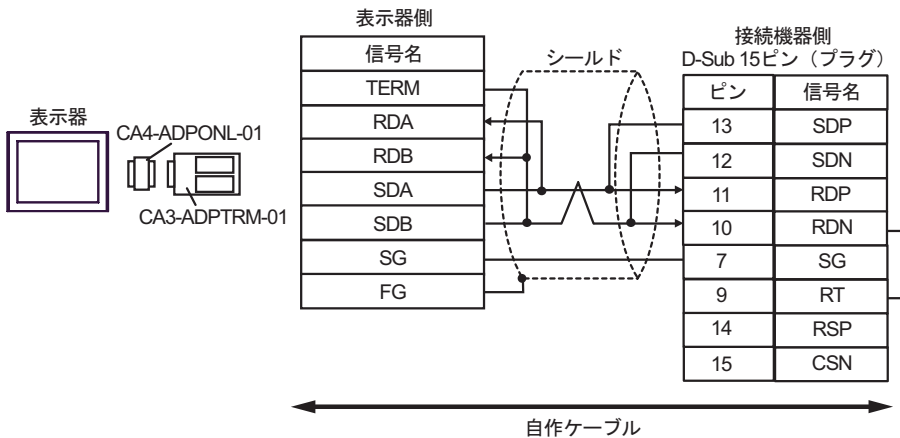 表示器
CA4-ADPONL-01
CA3-ADPTRM-01
表示器側
信号名
TERM
RDA
RDB
SDA
SDB
SG
FG
シールド
接続機器側
D-Sub 15ピン（プラグ）
ピン 信号名
13 SDP
12 SDN
11 RDP
10 RDN
7 SG
9 RT
14 RSP
15 CSN
自作ケーブル